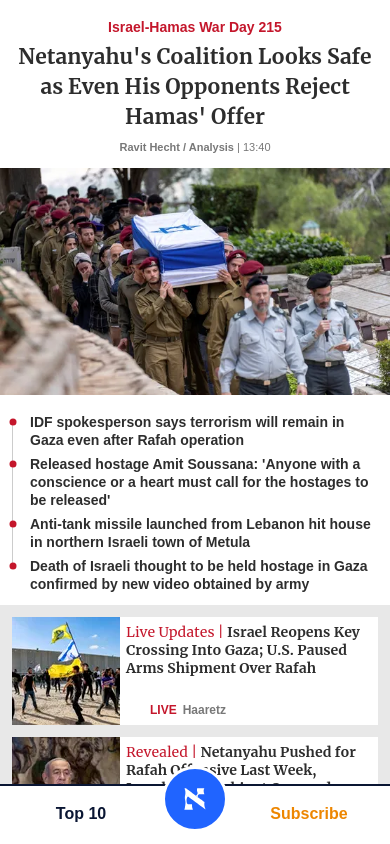 Israel-Hamas War Day 215
Netanyahu's Coalition Looks Safe
as Even His Opponents Reject
Hamas' Offer
Ravit Hecht / Analysis | 13:40
IDF spokesperson says terrorism will remain in
Gaza even after Rafah operation
Released hostage Amit Soussana: 'Anyone with a
conscience or a heart must call for the hostages to
be released'
Anti-tank missile launched from Lebanon hit house
in northern Israeli town of Metula
Death of Israeli thought to be held hostage in Gaza
confirmed by new video obtained by army
Live Updates | Israel Reopens Key
Crossing Into Gaza; U.S. Paused
Arms Shipment Over Rafah
LIVE Haaretz
Revealed | Netanyahu Pushed for
Rafah Offensive Last Week,
Top 10
Subscribe